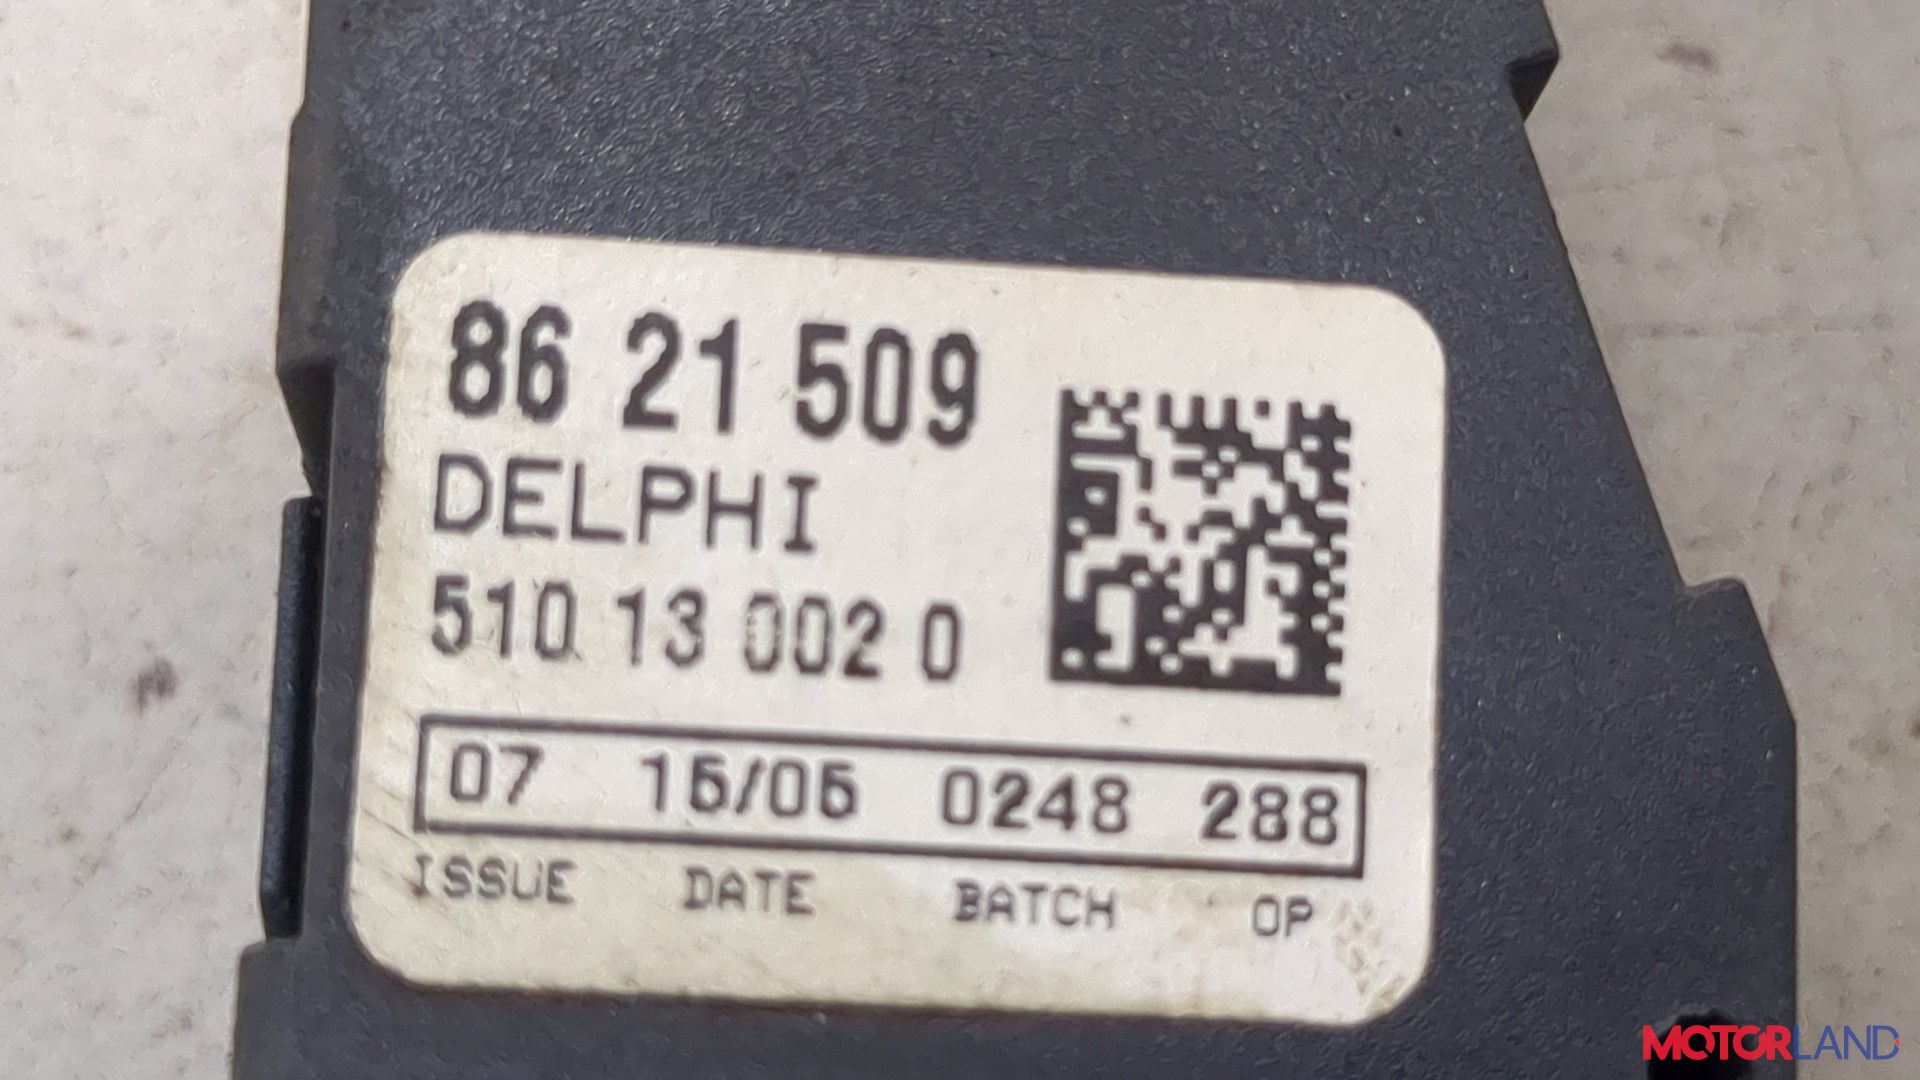 86 21 509
DELPHI
510 13 002 0
07 15/05 0248 288
ISSUE DATE BATCH OP
MOTORLAND